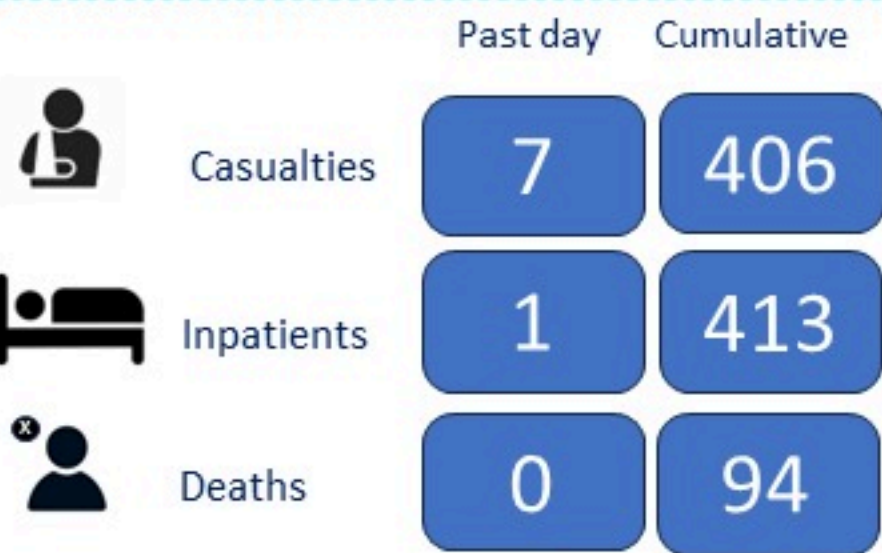 Past day Cumulative
Casualties 7 406
Inpatients 1 413
X
Deaths 0 94